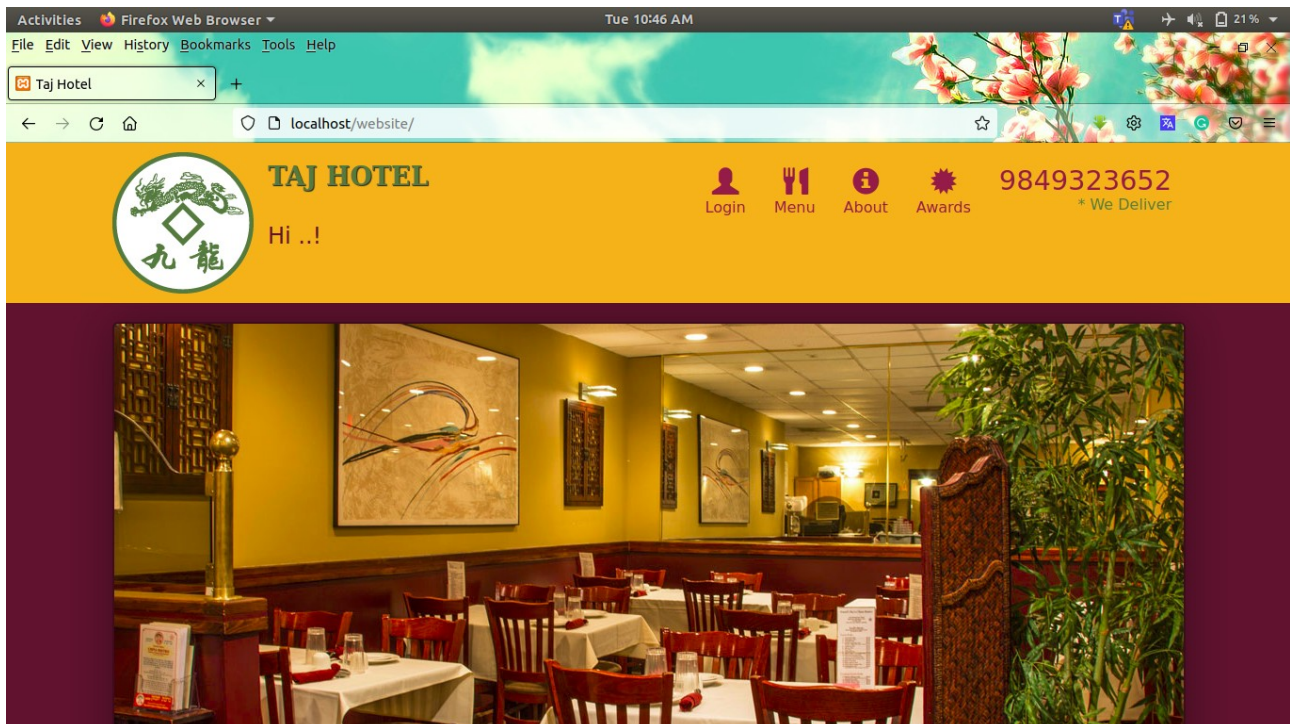 Activities Firefox Web Browser Tue 10:46 AM 21%
File Edit View History Bookmarks Tools Help
Taj Hotel
localhost/website/
TAJ HOTEL
Hi ..!
Login Menu About Awards
9849323652
* We Deliver
九龍